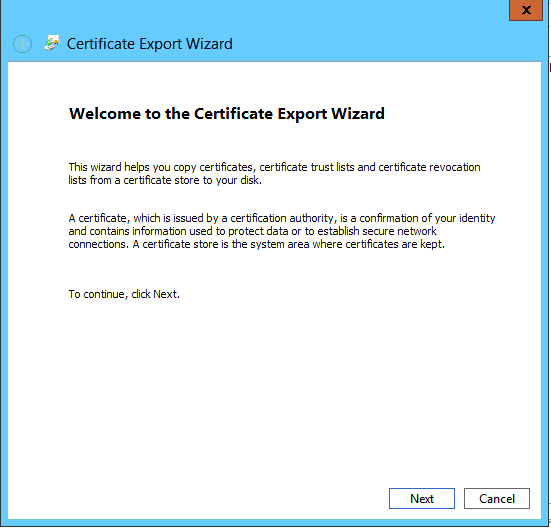 x
Certificate Export Wizard
Welcome to the Certificate Export Wizard
This wizard helps you copy certificates, certificate trust lists and certificate revocation
lists from a certificate store to your disk.
A certificate, which is issued by a certification authority, is a confirmation of your identity
and contains information used to protect data or to establish secure network
connections. A certificate store is the system area where certificates are kept.
To continue, click Next.
Next Cancel